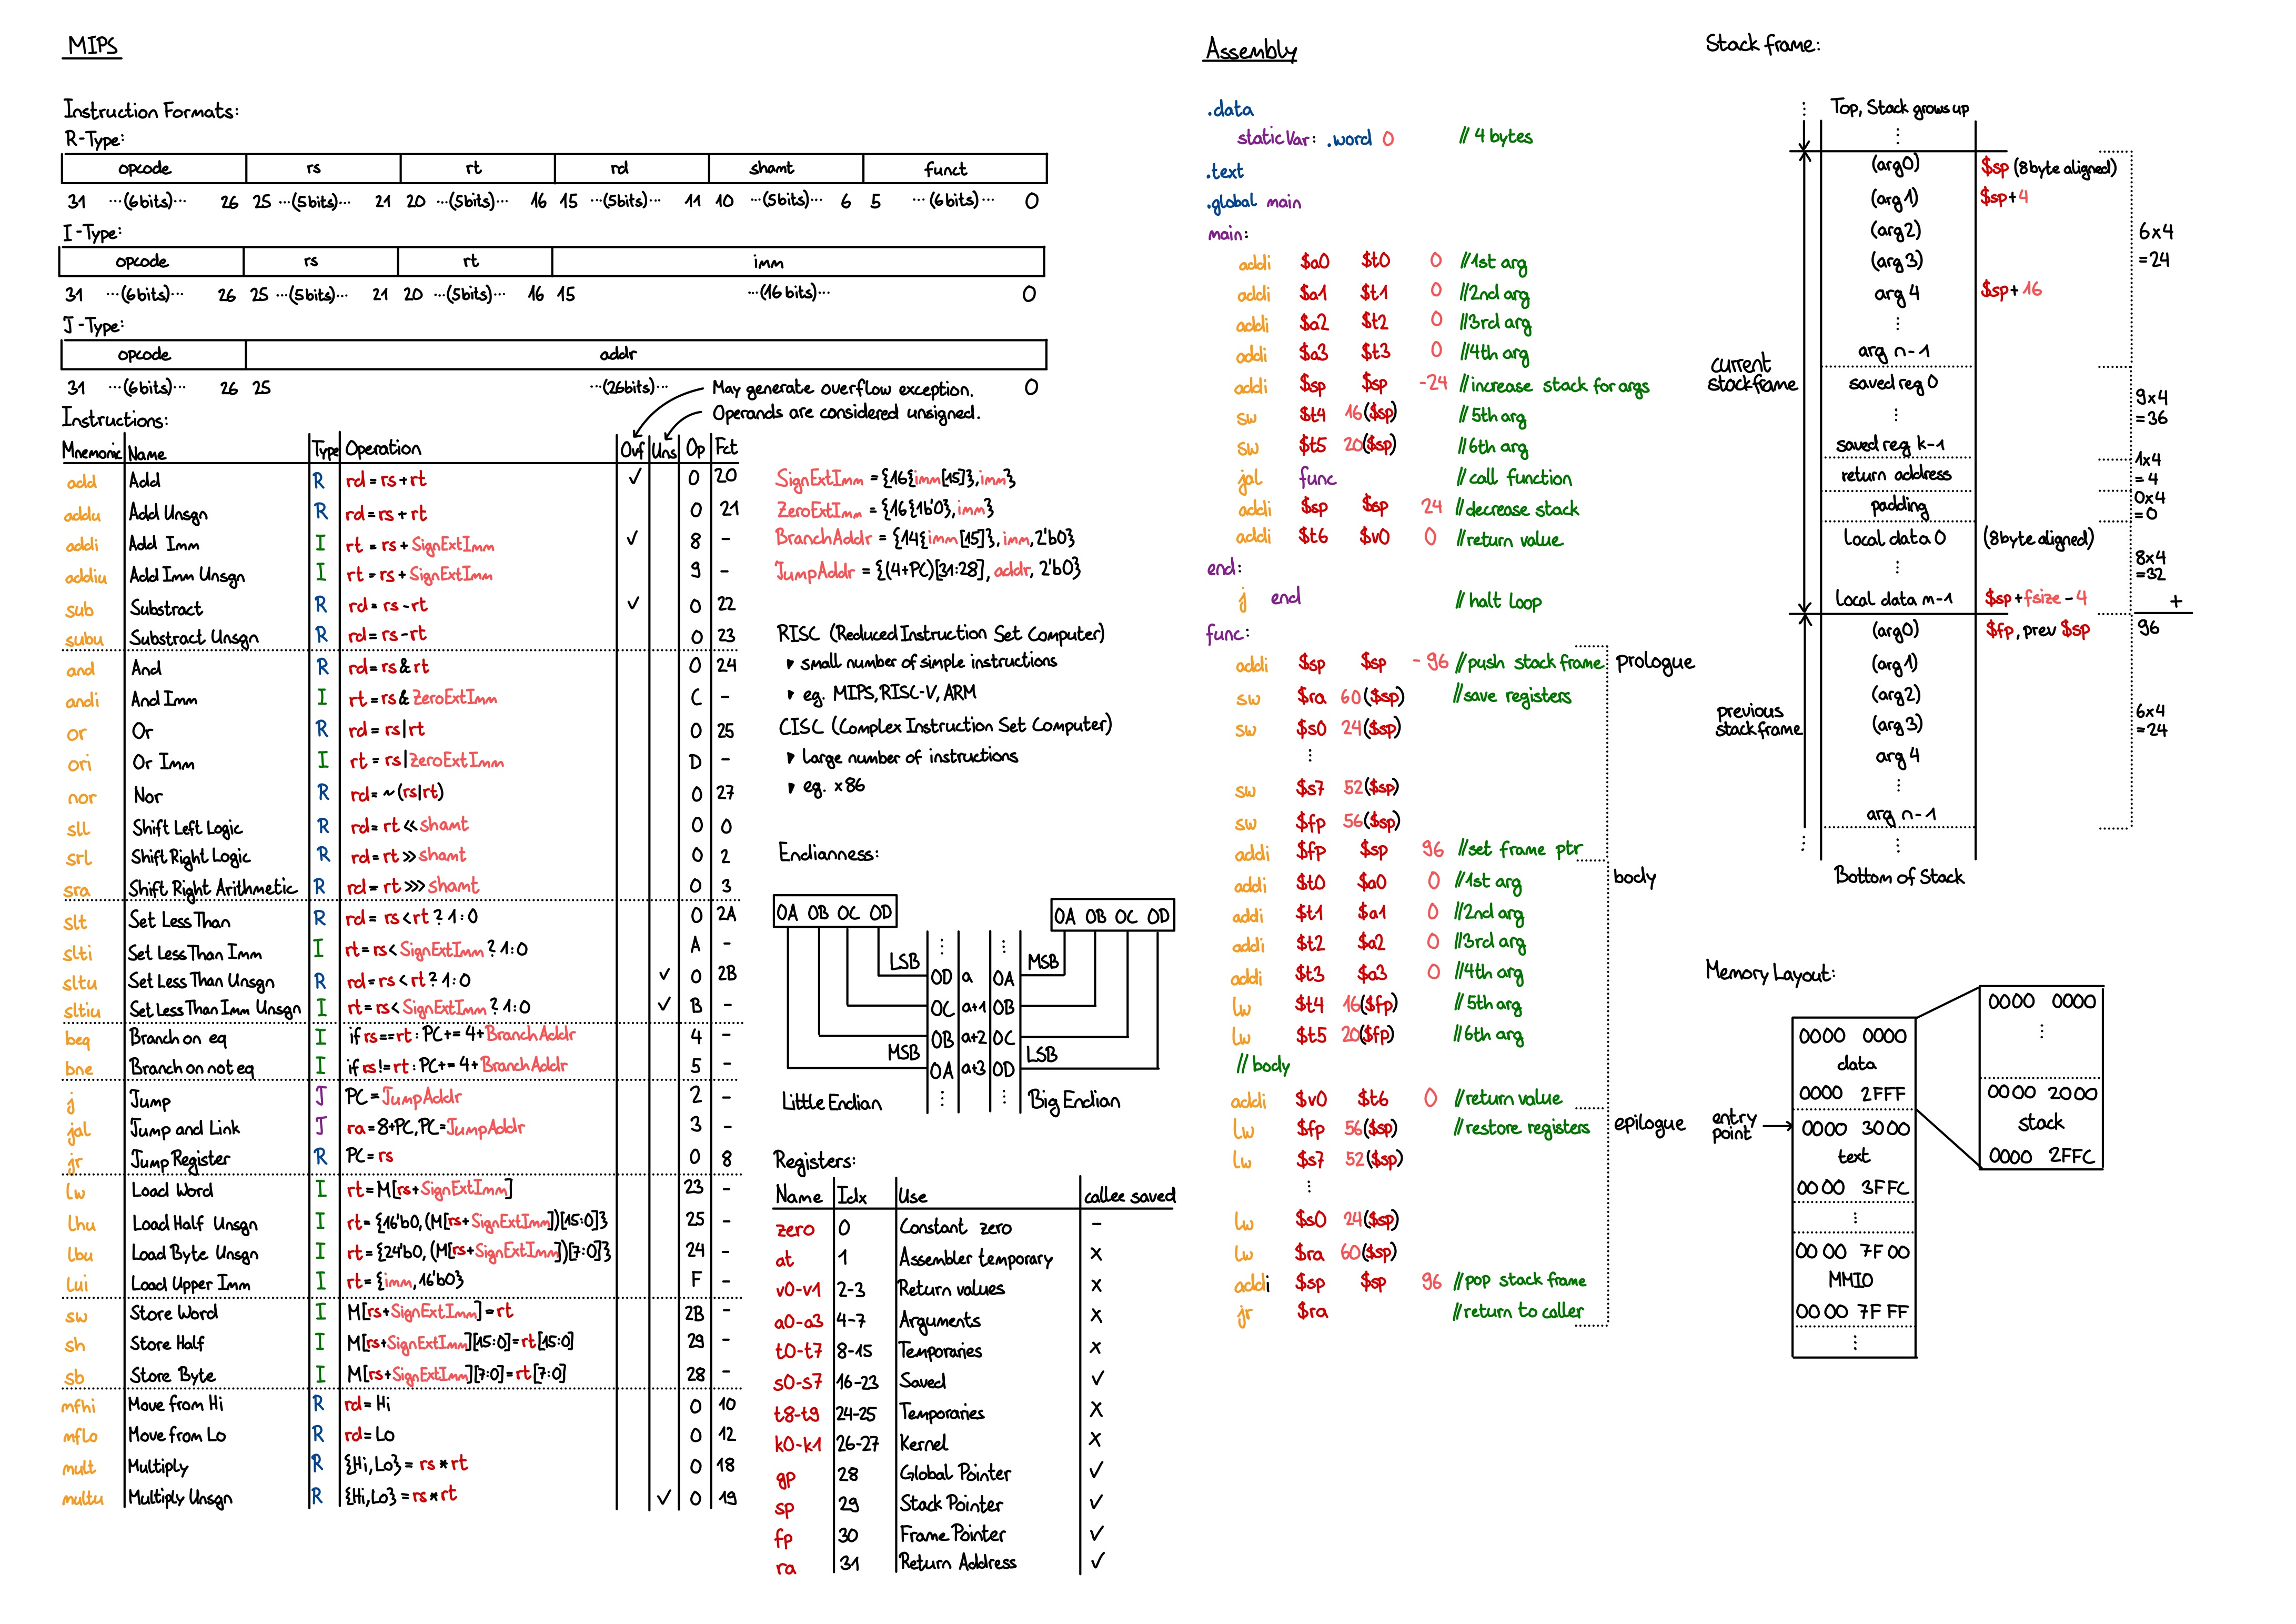 MIPS
Instruction Formats:
R-Type:
opcode rs rt rd shamt funct
31 ...(6bits)... 26 25 ...(5bits)... 21 20 ...(5bits)... 16 15 ...(5bits)... 11 10 ...(5bits)... 6 5 ...(6bits)... 0
I-Type:
opcode rs rt imm
31 ...(6bits)... 26 25 ...(5bits)... 21 20 ...(5bits)... 16 15 ...(16bits)... 0
J-Type:
opcode addr
31 ...(6bits)... 26 25 ...(26bits)... 0
May generate overflow exception.
Operands are considered unsigned.
Instructions:
Mnemonic Name Type Operation Ovf Uns Op Fct
add Add R rd = rs + rt ✓ 0 20
addu Add Unsgn R rd = rs + rt 0 21
addi Add Imm I rt = rs + SignExtImm ✓ 8 -
addiu Add Imm Unsgn I rt = rs + SignExtImm 9 -
sub Substract R rd = rs - rt ✓ 0 22
subu Substract Unsgn R rd = rs - rt 0 23
and And R rd = rs & rt 0 24
andi And Imm I rt = rs & ZeroExtImm C -
or Or R rd = rs | rt 0 25
ori Or Imm I rt = rs | ZeroExtImm D -
nor Nor R rd = ~(rs|rt) 0 27
sll Shift Left Logic R rd = rt << shamt 0 0
srl Shift Right Logic R rd = rt >> shamt 0 2
sra Shift Right Arithmetic R rd = rt >>> shamt 0 3
slt Set Less Than R rd = rs < rt ? 1:0 0 2A
slti Set Less Than Imm I rt = rs < SignExtImm ? 1:0 A -
sltu Set Less Than Unsgn R rd = rs < rt ? 1:0 ✓ 0 2B
sltiu Set Less Than Imm Unsgn I rt = rs < SignExtImm ? 1:0 ✓ B -
beq Branch on eq I if rs==rt : PC += 4+BranchAddr 4 -
bne Branch on not eq I if rs!=rt : PC += 4+BranchAddr 5 -
j Jump J PC = JumpAddr 2 -
jal Jump and Link J ra = 8+PC, PC=JumpAddr 3 -
jr Jump Register R PC = rs 0 8
lw Load Word I rt = M[rs+SignExtImm] 23 -
lhu Load Half Unsgn I rt = {16'b0, (M[rs+SignExtImm])[15:0]} 25 -
lbu Load Byte Unsgn I rt = {24'b0, (M[rs+SignExtImm])[7:0]} 24 -
lui Load Upper Imm I rt = {imm, 16'b0} F -
sw Store Word I M[rs+SignExtImm] = rt 2B -
sh Store Half I M[rs+SignExtImm][15:0] = rt[15:0] 29 -
sb Store Byte I M[rs+SignExtImm][7:0] = rt[7:0] 28 -
mfhi Move from Hi R rd = Hi 0 10
mflo Move from Lo R rd = Lo 0 12
mult Multiply R {Hi, Lo} = rs * rt 0 18
multu Multiply Unsgn R {Hi, Lo} = rs * rt ✓ 0 19
SignExtImm = {16{imm[15]}, imm}
ZeroExtImm = {16{1b'0}, imm}
BranchAddr = {14{imm[15]}, imm, 2'b0}
JumpAddr = {(4+PC)[31:28], addr, 2'b0}
RISC (Reduced Instruction Set Computer)
small number of simple instructions
eg. MIPS, RISC-V, ARM
CISC (Complex Instruction Set Computer)
large number of instructions
eg. x86
Endianness:
0A 0B 0C 0D 0A 0B 0C 0D
LSB 0D a 0A MSB
0C a+1 0B
0B a+2 0C
MSB 0A a+3 0D LSB
Little Endian Big Endian
Registers:
Name Idx Use callee saved
zero 0 Constant zero -
at 1 Assembler temporary x
v0-v1 2-3 Return values x
a0-a3 4-7 Arguments x
t0-t7 8-15 Temporaries x
s0-s7 16-23 Saved ✓
t8-t9 24-25 Temporaries x
k0-k1 26-27 Kernel x
gp 28 Global Pointer ✓
sp 29 Stack Pointer ✓
fp 30 Frame Pointer ✓
ra 31 Return Address ✓
Assembly
.data
staticVar: .word 0 // 4 bytes
.text
.global main
main:
addi $a0 $t0 0 //1st arg
addi $a1 $t1 0 //2nd arg
addi $a2 $t2 0 //3rd arg
addi $a3 $t3 0 //4th arg
addi $sp $sp -24 //increase stack for args
sw $t4 16($sp) //5th arg
sw $t5 20($sp) //6th arg
jal func //call function
addi $sp $sp 24 //decrease stack
addi $t6 $v0 0 //return value
end:
j end //halt loop
func:
addi $sp $sp -96 //push stack frame prologue
sw $ra 60($sp) //save registers
sw $s0 24($sp)
⋮
sw $s7 52($sp)
sw $fp 56($sp)
addi $fp $sp 96 //set frame ptr
addi $t0 $a0 0 //1st arg body
addi $t1 $a1 0 //2nd arg
addi $t2 $a2 0 //3rd arg
addi $t3 $a3 0 //4th arg
lw $t4 16($fp) //5th arg
lw $t5 20($fp) //6th arg
//body
addi $v0 $t6 0 //return value
lw $fp 56($sp) //restore registers epilogue
lw $s7 52($sp)
⋮
lw $s0 24($sp)
lw $ra 60($sp)
addi $sp $sp 96 //pop stack frame
jr $ra //return to caller
Stack frame:
Top, Stack grows up
(arg0) $sp (8byte aligned)
(arg1) $sp+4
(arg2) 6x4
(arg3) =24
arg 4 $sp+16
⋮
arg n-1
current
stackframe
saved reg 0
⋮ 9x4
=36
saved reg k-1
return address 1x4
= 4
padding 0x4
=0
local data 0 (8byte aligned)
⋮ 8x4
=32
local data m-1 $sp+fsize-4 +
(arg0) $fp, prev $sp 96
(arg1)
(arg2)
previous
stackframe
(arg3) 6x4
=24
arg 4
⋮
arg n-1
⋮
Bottom of Stack
Memory Layout:
0000 0000
data
0000 2FFF
entry
point
0000 3000
text
0000 3FFC
⋮
0000 7F00
MMIO
0000 7FFF
⋮
0000 0000
⋮
0000 2000
stack
0000 2FFC